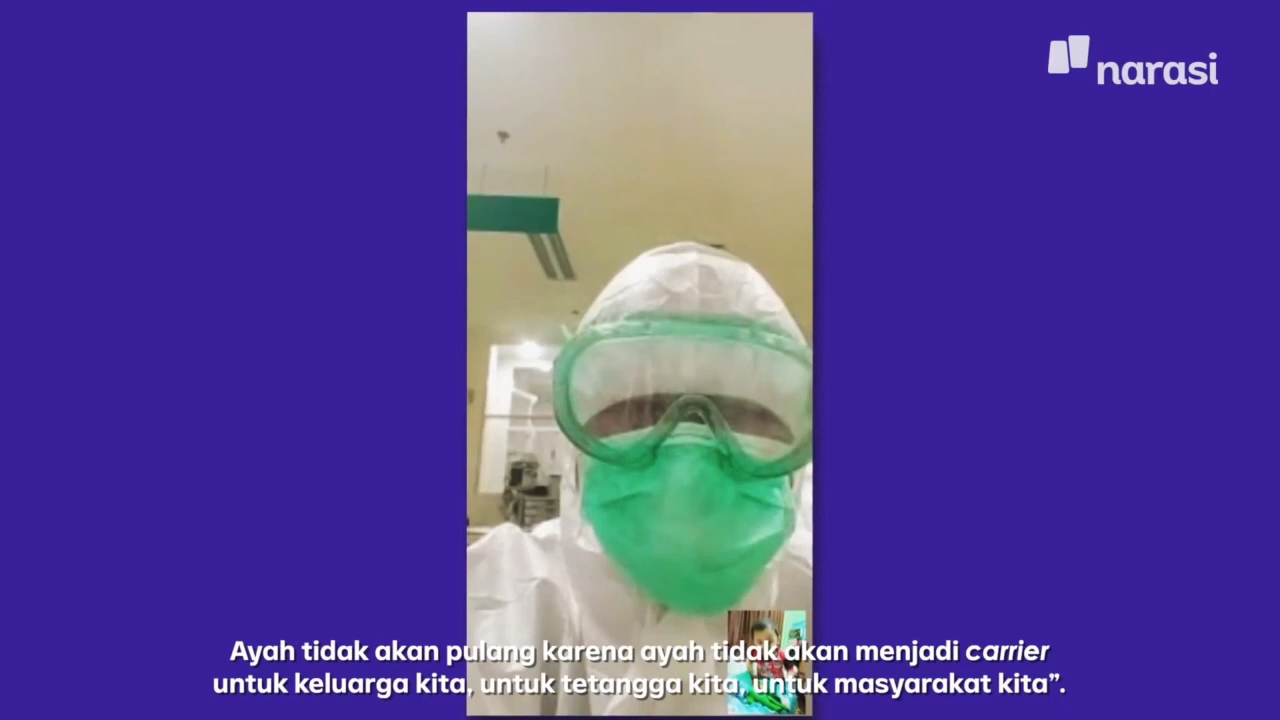 narasi
Ayah tidak akan pulang karena ayah tidak akan menjadi carrier
untuk keluarga kita, untuk tetangga kita, untuk masyarakat kita”.